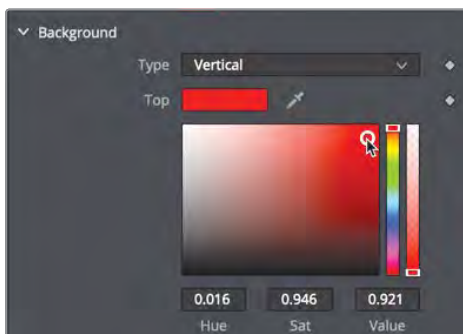 Background
Type Vertical
Top
0.016 0.946 0.921
Hue Sat Value